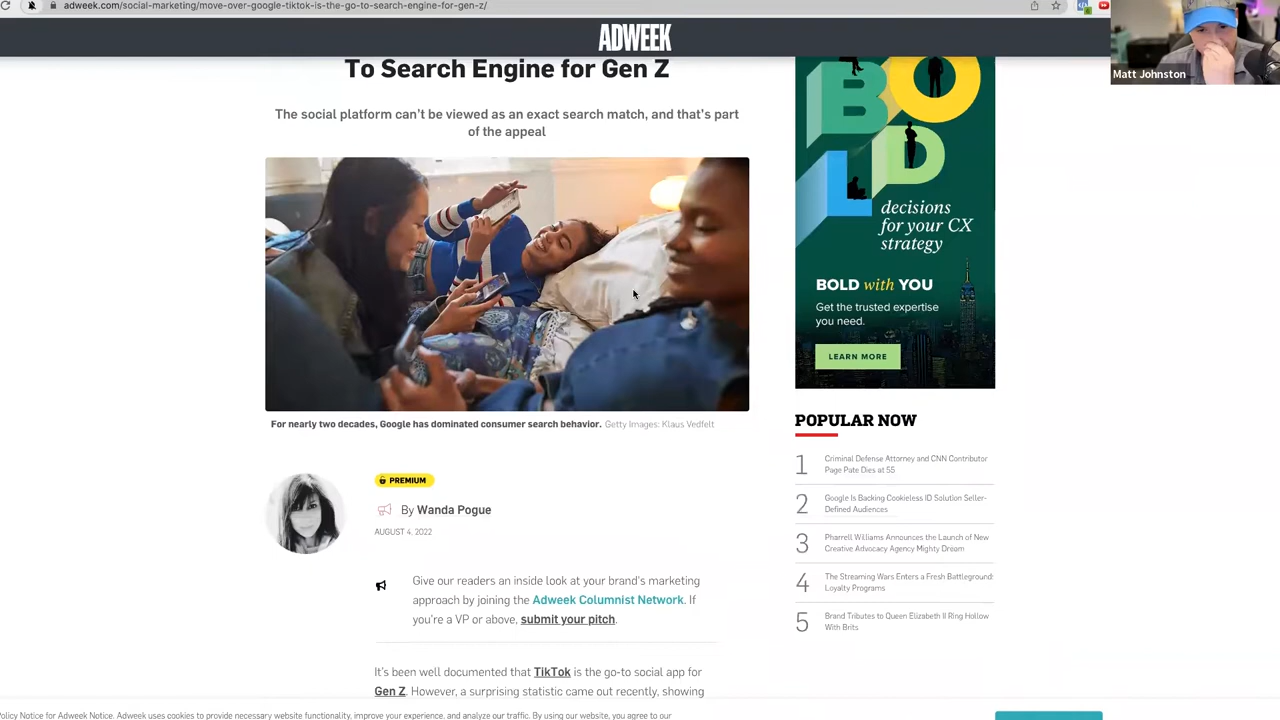 adweek.com/social-marketing/move-over-google-tiktok-is-the-go-to-search-engine-for-gen-z/
ADWEEK
Matt Johnston
To Search Engine for Gen Z
The social platform can't be viewed as an exact search match, and that's part
of the appeal
For nearly two decades, Google has dominated consumer search behavior. Getty Images: Klaus Vedfelt
PREMIUM
By Wanda Pogue
AUGUST 4, 2022
Give our readers an inside look at your brand's marketing
approach by joining the Adweek Columnist Network. If
you're a VP or above, submit your pitch.
It's been well documented that TikTok is the go-to social app for
Gen Z. However, a surprising statistic came out recently, showing
BOLD
decisions
for your CX
strategy
BOLD with YOU
Get the trusted expertise
you need.
LEARN MORE
POPULAR NOW
1 Criminal Defense Attorney and CNN Contributor
Page Pate Dies at 55
2 Google Is Backing Cookieless ID Solution Seller-
Defined Audiences
3 Pharrell Williams Announces the Launch of New
Creative Advocacy Agency Mighty Dream
4 The Streaming Wars Enters a Fresh Battleground:
Loyalty Programs
5 Brand Tributes to Queen Elizabeth II Ring Hollow
With Brits
Policy Notice for Adweek Notice. Adweek uses cookies to provide necessary website functionality, improve your experience, and analyze our traffic. By using our website, you agree to our